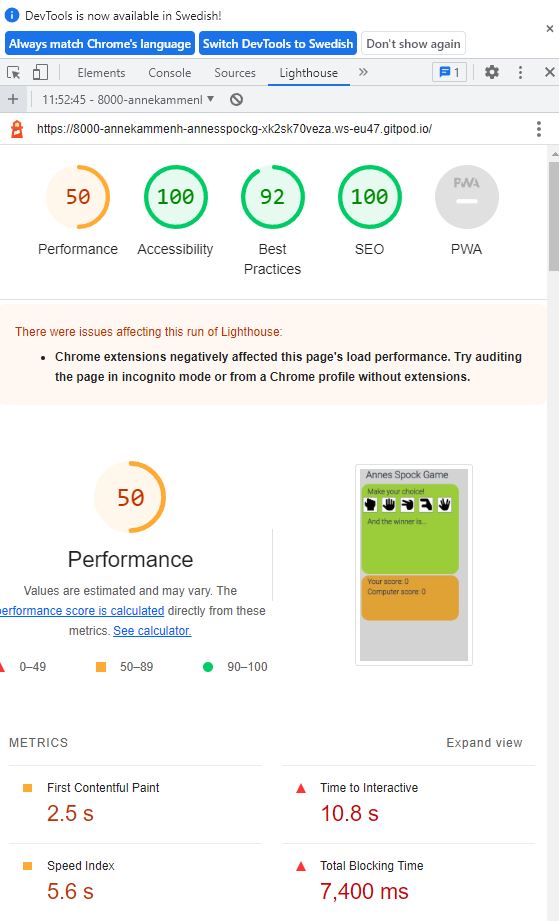 DevTools is now available in Swedish!
Always match Chrome's language Switch DevTools to Swedish Don't show again
Elements Console Sources Lighthouse » 1
11:52:45 - 8000-annekammenl
https://8000-annekammenh-annesspockg-xk2sk70veza.ws-eu47.gitpod.io/
50 100 92 100 PWA
Performance Accessibility Best Practices SEO PWA
There were issues affecting this run of Lighthouse:
• Chrome extensions negatively affected this page's load performance. Try auditing
the page in incognito mode or from a Chrome profile without extensions.
50
Performance
Values are estimated and may vary. The
performance score is calculated directly from these
metrics. See calculator.
0–49 50–89 90–100
Annes Spock Game
Make your choice!
And the winner is...
Your score: 0
Computer score: 0
METRICS Expand view
First Contentful Paint
2.5 s
Time to Interactive
10.8 s
Speed Index
5.6 s
Total Blocking Time
7,400 ms